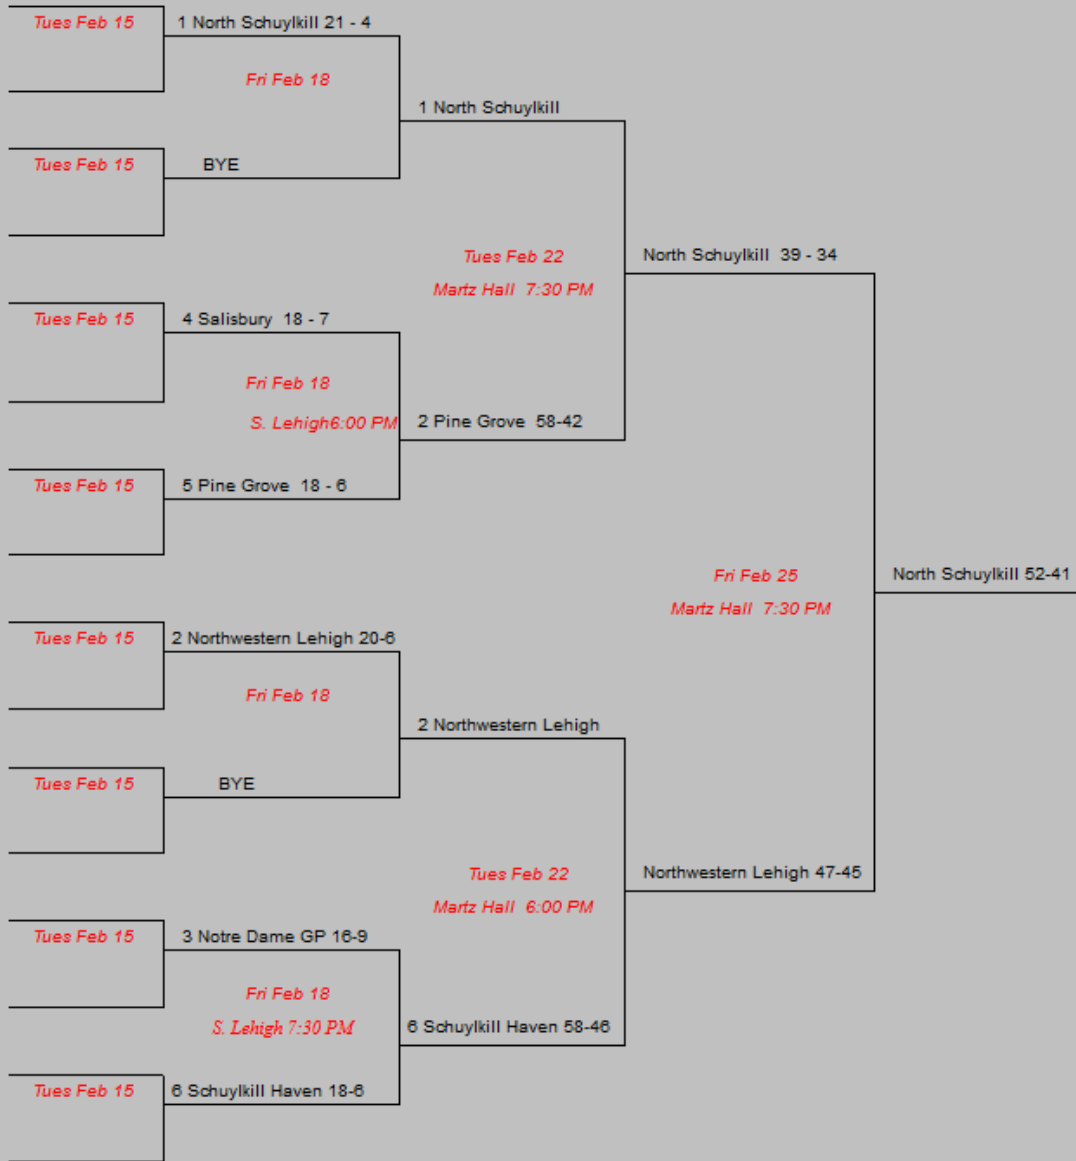 Tues Feb 15
1 North Schuylkill 21 - 4
Fri Feb 18
1 North Schuylkill
Tues Feb 15
BYE
Tues Feb 22
Martz Hall 7:30 PM
North Schuylkill 39 - 34
Tues Feb 15
4 Salisbury 18 - 7
Fri Feb 18
S. Lehigh6:00 PM
2 Pine Grove 58-42
Tues Feb 15
5 Pine Grove 18 - 6
Fri Feb 25
Martz Hall 7:30 PM
North Schuylkill 52-41
Tues Feb 15
2 Northwestern Lehigh 20-6
Fri Feb 18
2 Northwestern Lehigh
Tues Feb 15
BYE
Tues Feb 22
Martz Hall 6:00 PM
Northwestern Lehigh 47-45
Tues Feb 15
3 Notre Dame GP 16-9
Fri Feb 18
S. Lehigh 7:30 PM
6 Schuylkill Haven 58-46
Tues Feb 15
6 Schuylkill Haven 18-6